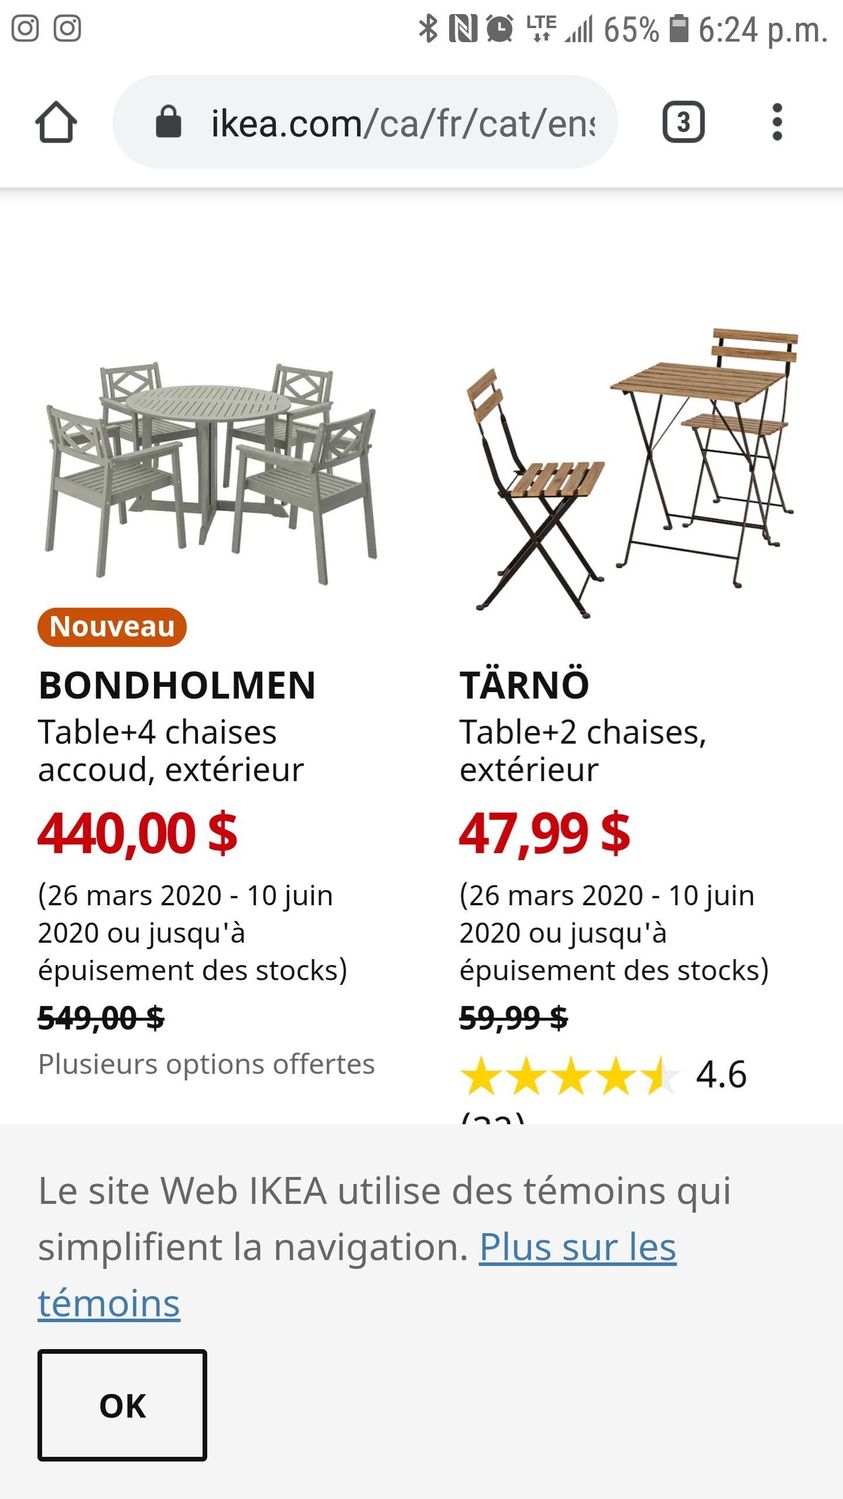 LTE 65% 6:24 p.m.
ikea.com/ca/fr/cat/ens
3
Nouveau
BONDHOLMEN
Table+4 chaises
accoud, extérieur
440,00 $
(26 mars 2020 - 10 juin
2020 ou jusqu'à
épuisement des stocks)
549,00 $
Plusieurs options offertes
TÄRNÖ
Table+2 chaises,
extérieur
47,99 $
(26 mars 2020 - 10 juin
2020 ou jusqu'à
épuisement des stocks)
59,99 $
4.6
Le site Web IKEA utilise des témoins qui
simplifient la navigation. Plus sur les
témoins
OK